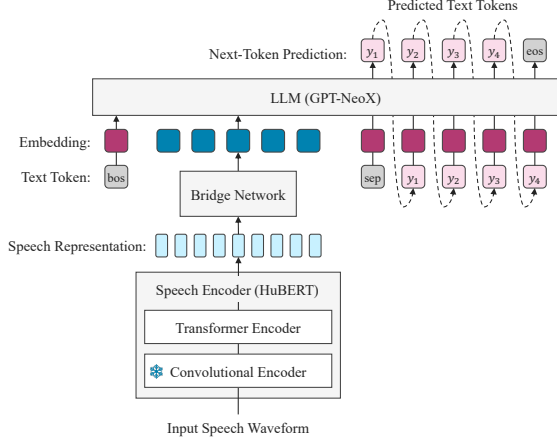 Predicted Text Tokens
Next-Token Prediction: y₁ y₂ y₃ y₄ eos
LLM (GPT-NeoX)
Embedding:
Text Token: bos sep y₁ y₂ y₃ y₄
Bridge Network
Speech Representation:
Speech Encoder (HuBERT)
Transformer Encoder
Convolutional Encoder
Input Speech Waveform